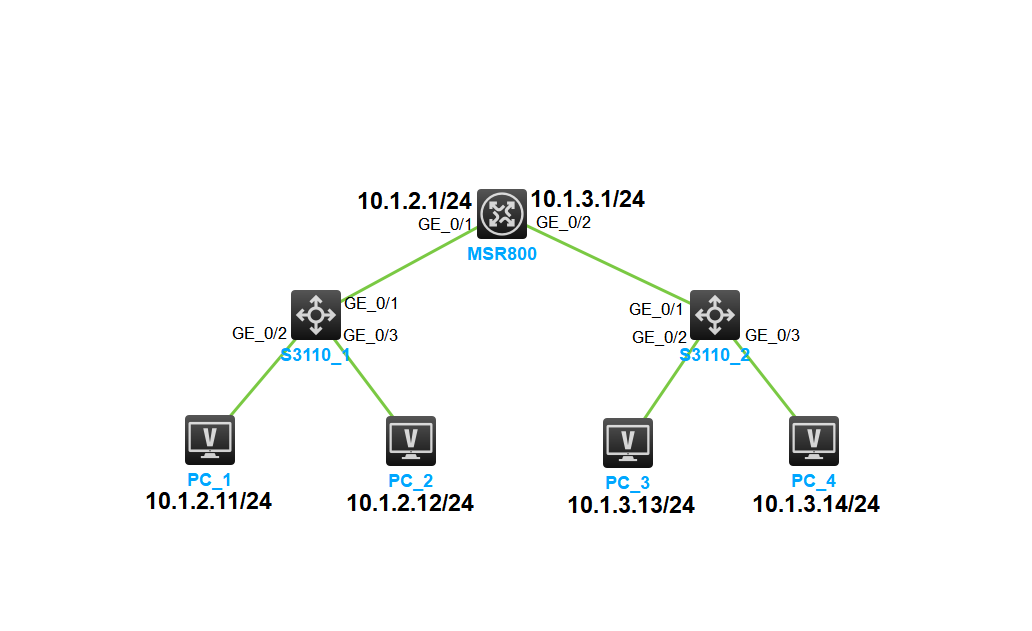 10.1.2.1/24
10.1.3.1/24
GE_0/1
GE_0/2
MSR800
GE_0/1
GE_0/2
GE_0/3
S3110_1
GE_0/1
GE_0/2
GE_0/3
S3110_2
V
V
V
V
PC_1
10.1.2.11/24
PC_2
10.1.2.12/24
PC_3
10.1.3.13/24
PC_4
10.1.3.14/24